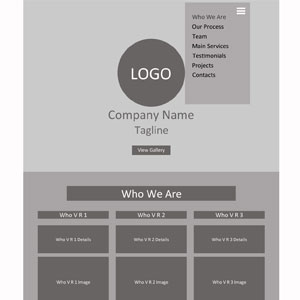 Who We Are
Our Process
Team
Main Services
Testimonials
Projects
Contacts
LOGO
Company Name
Tagline
View Gallery
Who We Are
Who V R 1
Who V R 2
Who V R 3
Who V R 1 Details
Who V R 2 Details
Who V R 3 Details
Who V R 1 Image
Who V R 2 Image
Who V R 3 Image